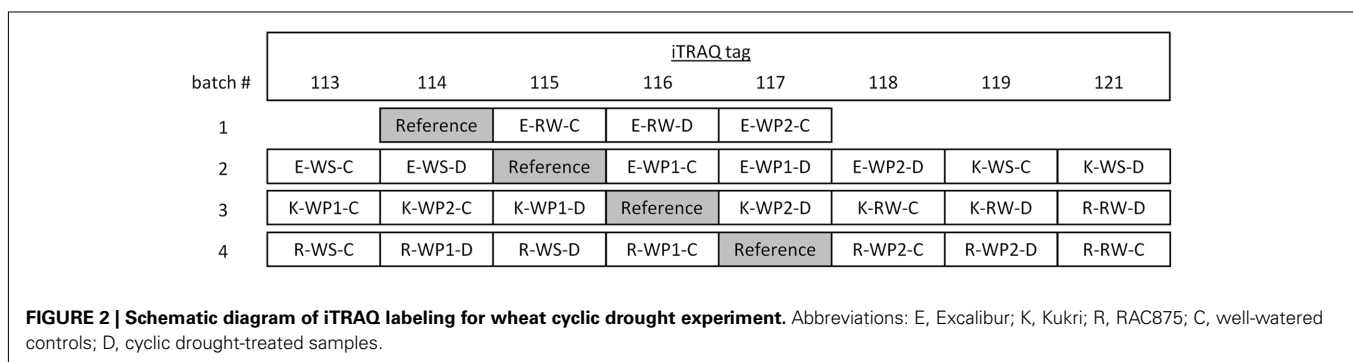 iTRAQ tag
batch # 113 114 115 116 117 118 119 121
1 Reference E-RW-C E-RW-D E-WP2-C
2 E-WS-C E-WS-D Reference E-WP1-C E-WP1-D E-WP2-D K-WS-C K-WS-D
3 K-WP1-C K-WP2-C K-WP1-D Reference K-WP2-D K-RW-C K-RW-D R-RW-D
4 R-WS-C R-WP1-D R-WS-D R-WP1-C Reference R-WP2-C R-WP2-D R-RW-C
FIGURE 2 | Schematic diagram of iTRAQ labeling for wheat cyclic drought experiment. Abbreviations: E, Excalibur; K, Kukri; R, RAC875; C, well-watered
controls; D, cyclic drought-treated samples.